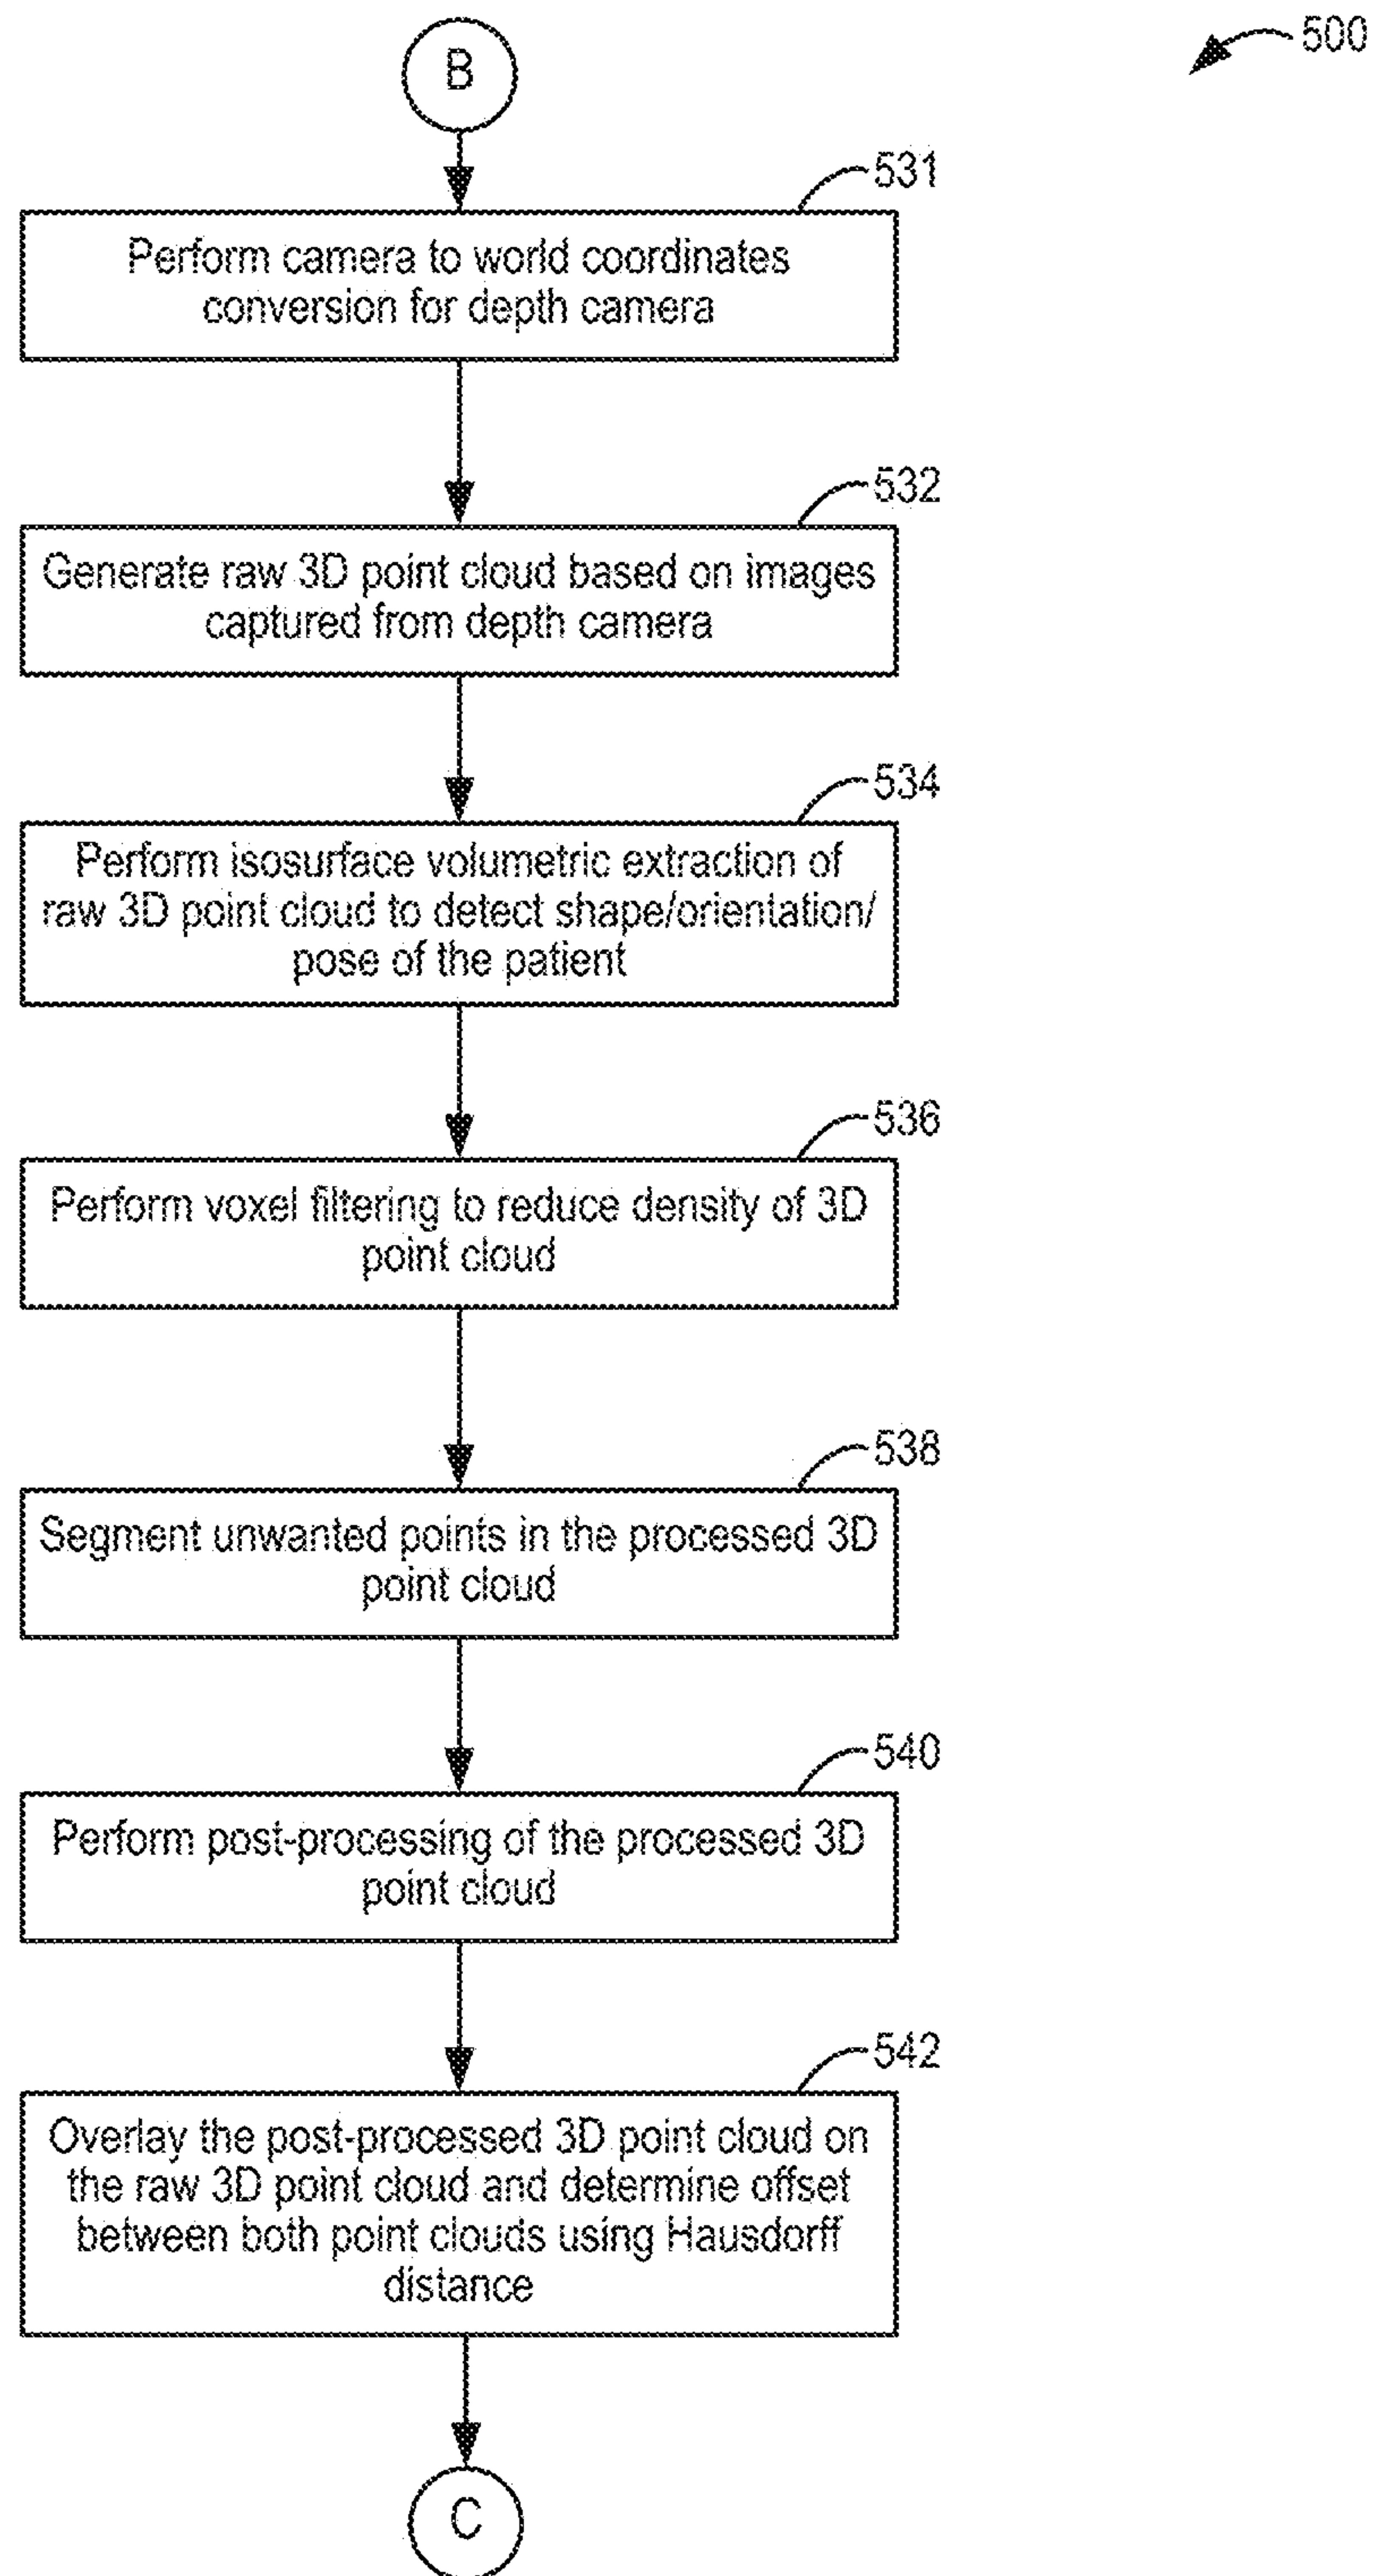 B
500
531
Perform camera to world coordinates
conversion for depth camera
532
Generate raw 3D point cloud based on images
captured from depth camera
534
Perform isosurface volumetric extraction of
raw 3D point cloud to detect shape/orientation/
pose of the patient
536
Perform voxel filtering to reduce density of 3D
point cloud
538
Segment unwanted points in the processed 3D
point cloud
540
Perform post-processing of the processed 3D
point cloud
542
Overlay the post-processed 3D point cloud on
the raw 3D point cloud and determine offset
between both point clouds using Hausdorff
distance
C